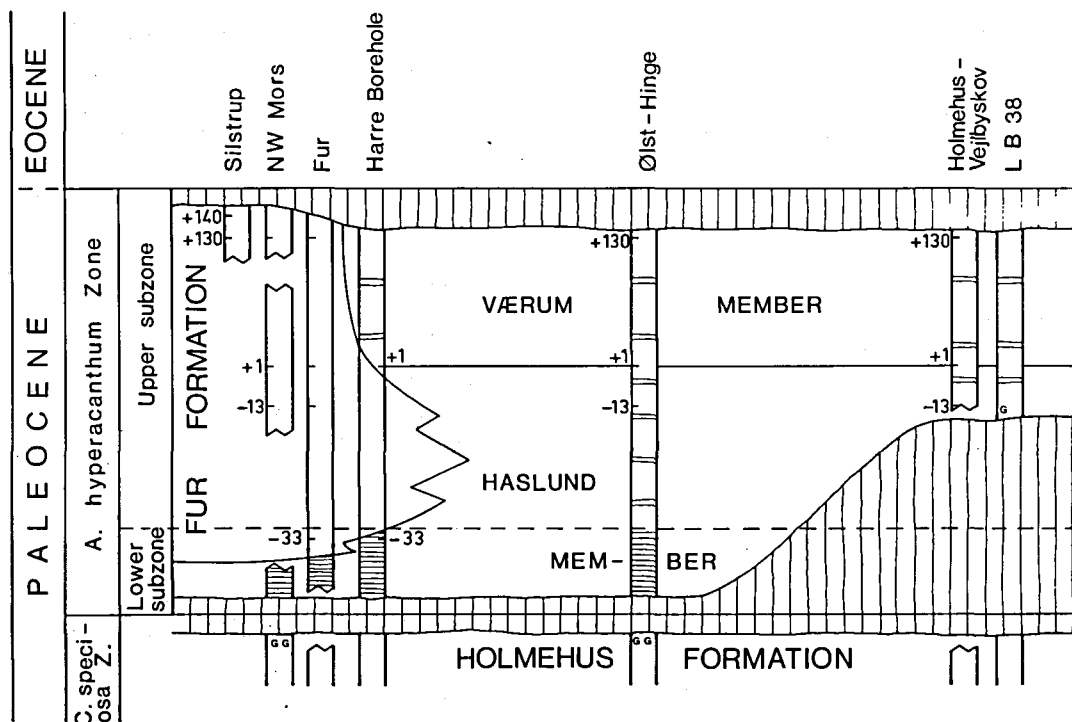 EOCENE
PALEOCENE
A. hyperacanthum Zone
Upper subzone
Lower
subzone
C. speci-
osa Z.
Silstrup
NW Mors
Fur
Harre Borehole
Ølst-Hinge
Holmehus -
Vejlbyskov
L B 38
+140
+130
+130
+130
FUR FORMATION
VÆRUM MEMBER
+1
+1
+1
+1
-13
-13
-13
G
HASLUND
-33
-33
MEM-
BER
G G
G G
HOLMEHUS FORMATION